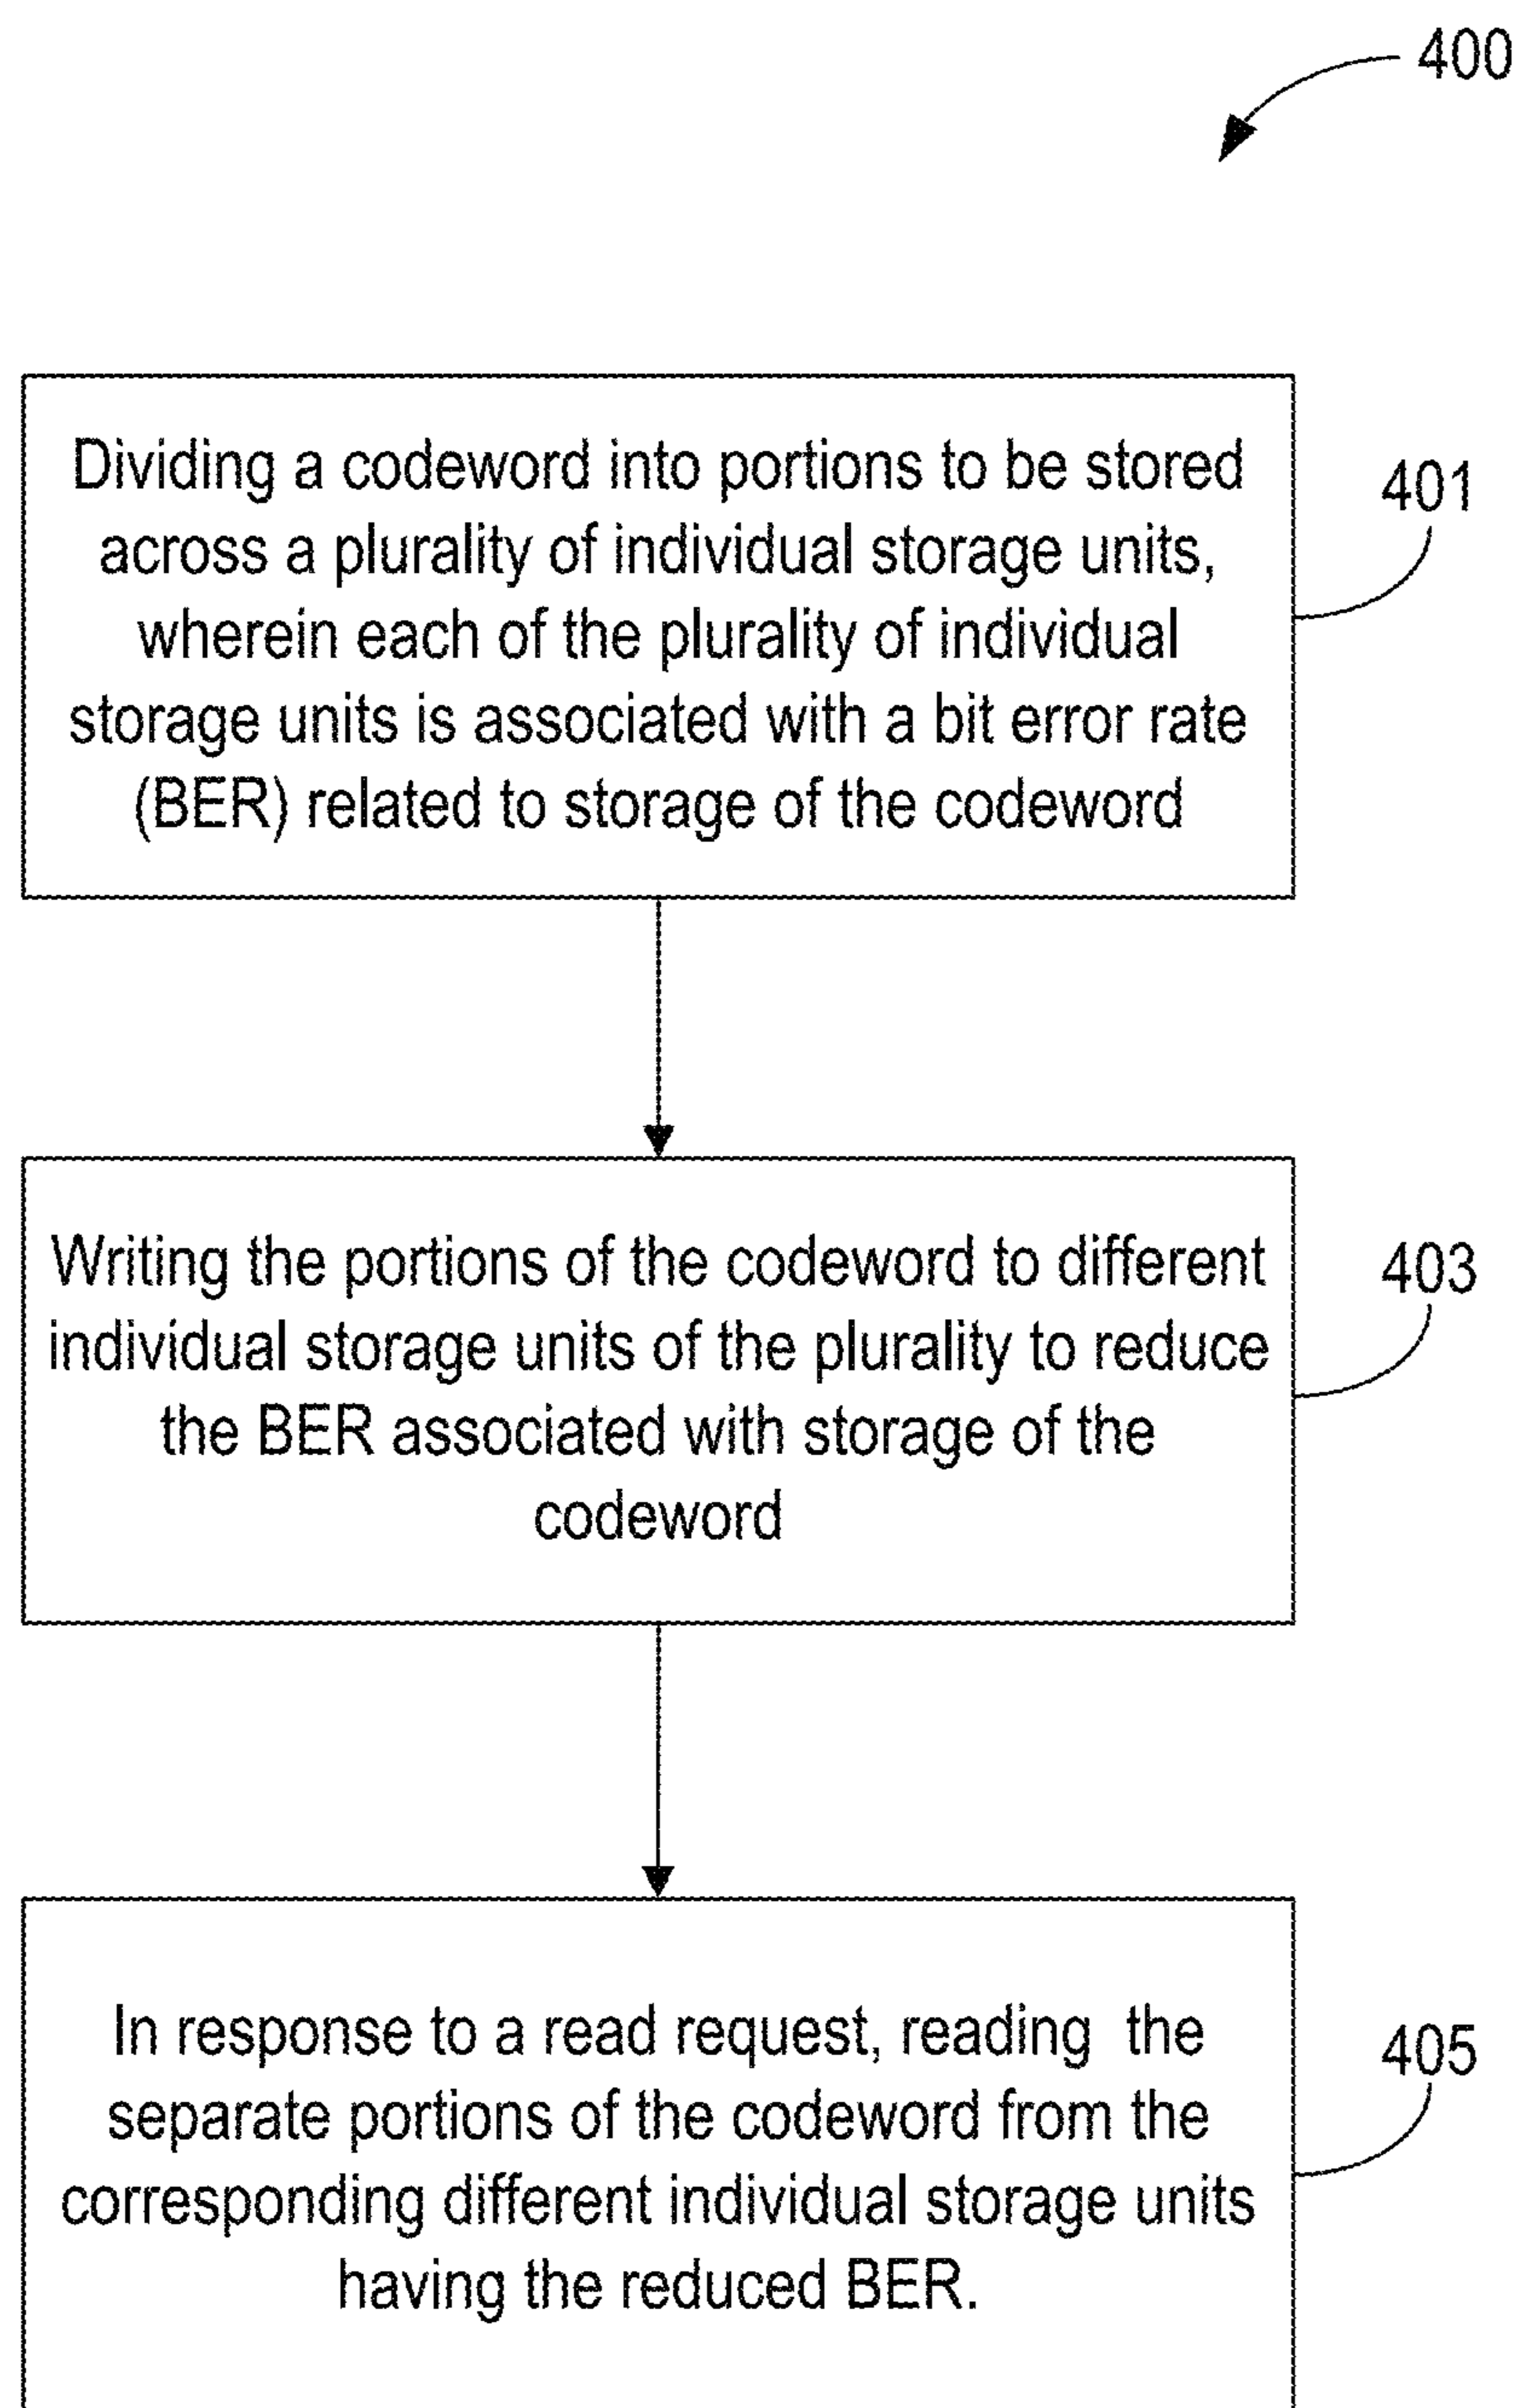 400
Dividing a codeword into portions to be stored
across a plurality of individual storage units,
wherein each of the plurality of individual
storage units is associated with a bit error rate
(BER) related to storage of the codeword
401
Writing the portions of the codeword to different
individual storage units of the plurality to reduce
the BER associated with storage of the
codeword
403
In response to a read request, reading the
separate portions of the codeword from the
corresponding different individual storage units
having the reduced BER.
405